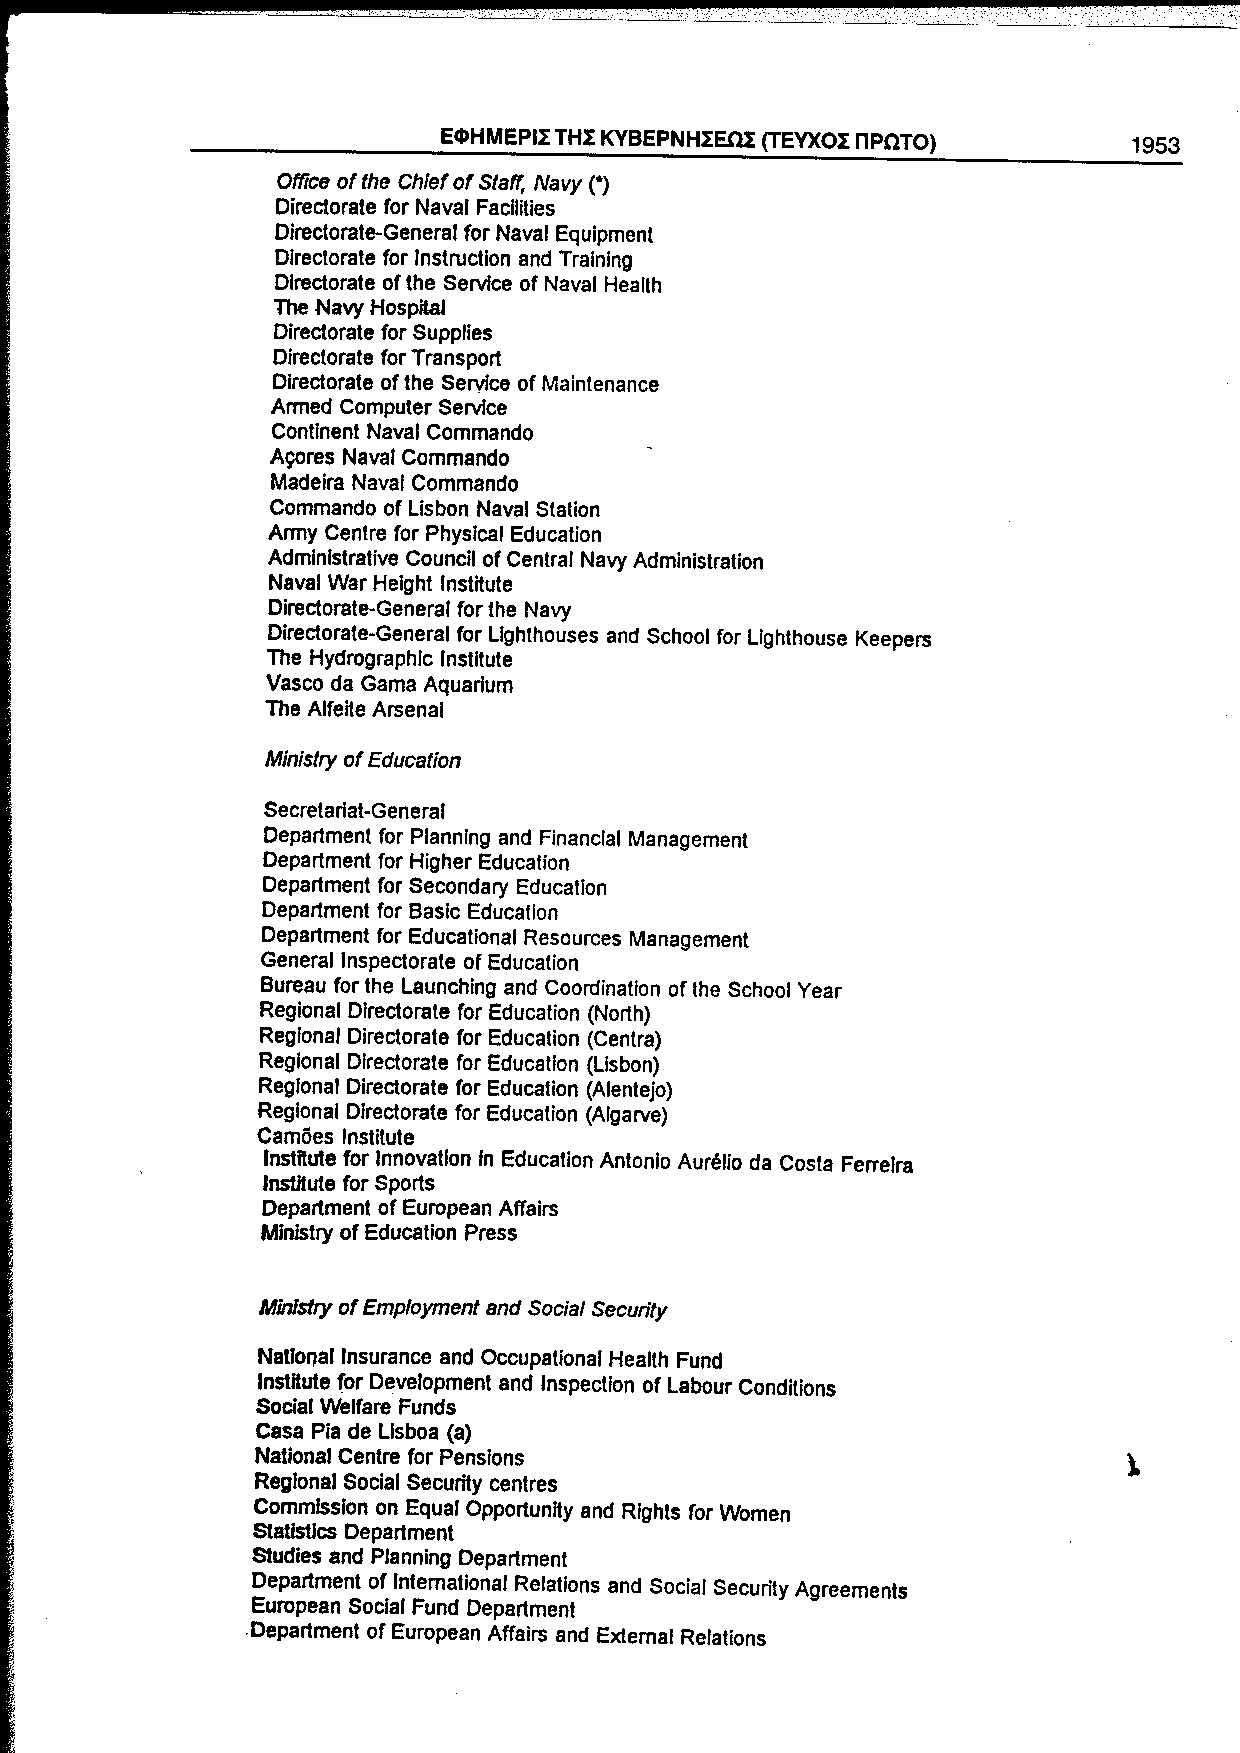 ΕΦΗΜΕΡΙΣ ΤΗΣ ΚΥΒΕΡΝΗΣΕΩΣ (ΤΕΥΧΟΣ ΠΡΩΤΟ) 1953
Office of the Chief of Staff, Navy (*)
Directorate for Naval Facilities
Directorate-General for Naval Equipment
Directorate for Instruction and Training
Directorate of the Service of Naval Health
The Navy Hospital
Directorate for Supplies
Directorate for Transport
Directorate of the Service of Maintenance
Armed Computer Service
Continent Naval Commando
Açores Naval Commando
Madeira Naval Commando
Commando of Lisbon Naval Station
Army Centre for Physical Education
Administrative Council of Central Navy Administration
Naval War Height Institute
Directorate-General for the Navy
Directorate-General for Lighthouses and School for Lighthouse Keepers
The Hydrographic Institute
Vasco da Gama Aquarium
The Alfeite Arsenal
Ministry of Education
Secretariat-General
Department for Planning and Financial Management
Department for Higher Education
Department for Secondary Education
Department for Basic Education
Department for Educational Resources Management
General Inspectorate of Education
Bureau for the Launching and Coordination of the School Year
Regional Directorate for Education (North)
Regional Directorate for Education (Centra)
Regional Directorate for Education (Lisbon)
Regional Directorate for Education (Alentejo)
Regional Directorate for Education (Algarve)
Camões Institute
Institute for Innovation in Education Antonio Aurélio da Costa Ferreira
Institute for Sports
Department of European Affairs
Ministry of Education Press
Ministry of Employment and Social Security
National Insurance and Occupational Health Fund
Institute for Development and Inspection of Labour Conditions
Social Welfare Funds
Casa Pia de Lisboa (a)
National Centre for Pensions
Regional Social Security centres
Commission on Equal Opportunity and Rights for Women
Statistics Department
Studies and Planning Department
Department of International Relations and Social Security Agreements
European Social Fund Department
Department of European Affairs and External Relations